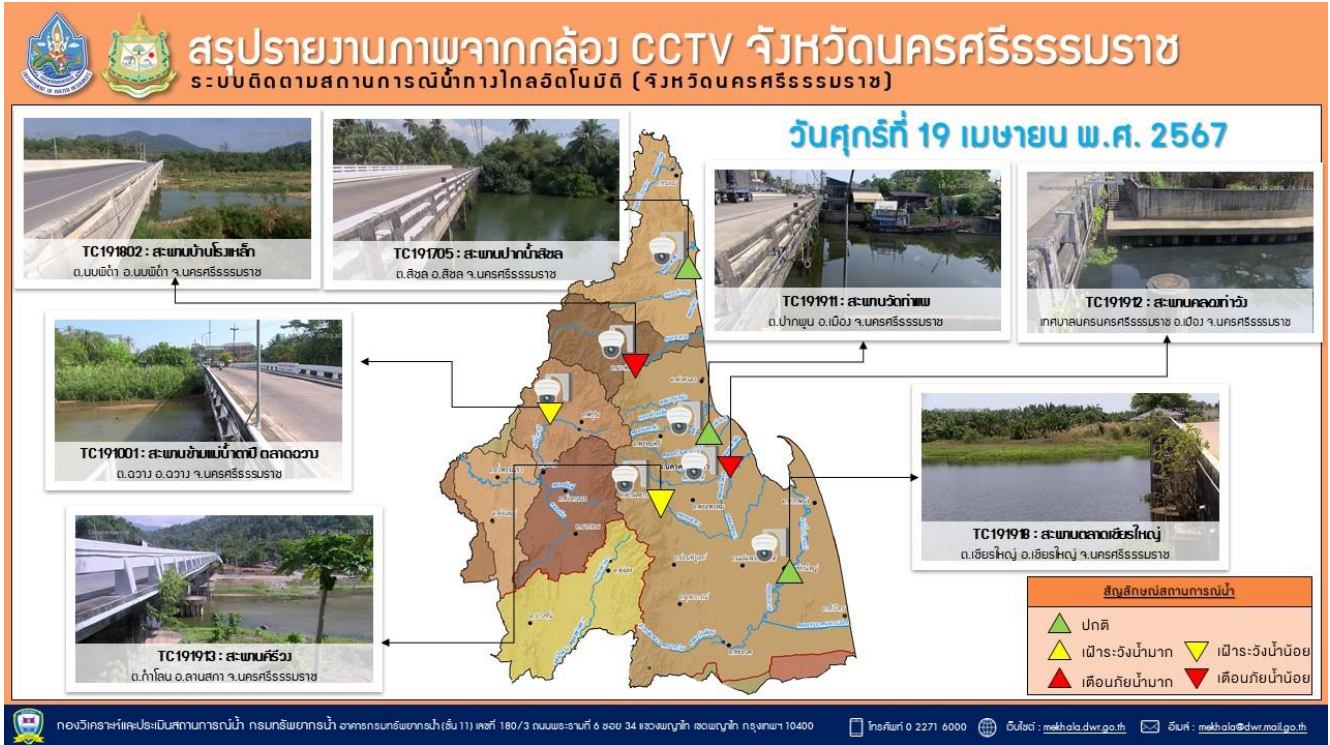 สรุปรายงานภาพจากกล้อง CCTV จังหวัดนครศรีธรรมราช
ระบบติดตามสถานการณ์น้ำทางไกลอัตโนมัติ (จังหวัดนครศรีธรรมราช)
วันศุกร์ที่ 19 เมษายน พ.ศ. 2567
TC191802 : สะพานบ้านโรงเหล็ก
ต.นบพิตำ อ.นบพิตำ จ.นครศรีธรรมราช
TC191705 : สะพานปากน้ำสิชล
ต.สิชล อ.สิชล จ.นครศรีธรรมราช
TC191911 : สะพานวัดท่าแพ
ต.ปากพูน อ.เมือง จ.นครศรีธรรมราช
TC191912 : สะพานคลองท่าวัง
เทศบาลนครนครศรีธรรมราช อ.เมือง จ.นครศรีธรรมราช
TC191001 : สะพานข้ามแม่น้ำตาปี ตลาดฉวาง
ต.ฉวาง อ.ฉวาง จ.นครศรีธรรมราช
TC191918 : สะพานตลาดเชียรใหญ่
ต.เชียรใหญ่ อ.เชียรใหญ่ จ.นครศรีธรรมราช
TC191913 : สะพานคีรีวง
ต.กำโลน อ.ลานสกา จ.นครศรีธรรมราช
สัญลักษณ์สถานการณ์น้ำ
ปกติ
เฝ้าระวังน้ำมาก เฝ้าระวังน้ำน้อย
เตือนภัยน้ำมาก เตือนภัยน้ำน้อย
กองวิเคราะห์และประเมินสถานการณ์น้ำ กรมทรัพยากรน้ำ อาคารกรมทรัพยากรน้ำ (ชั้น 11) เลขที่ 180/3 ถนนพระรามที่ 6 ซอย 34 แขวงพญาไท เขตพญาไท กรุงเทพฯ 10400 โทรศัพท์ 0 2271 6000 เว็บไซต์ : mekhala.dwr.go.th อีเมล์ : mekhala@dwr.mail.go.th